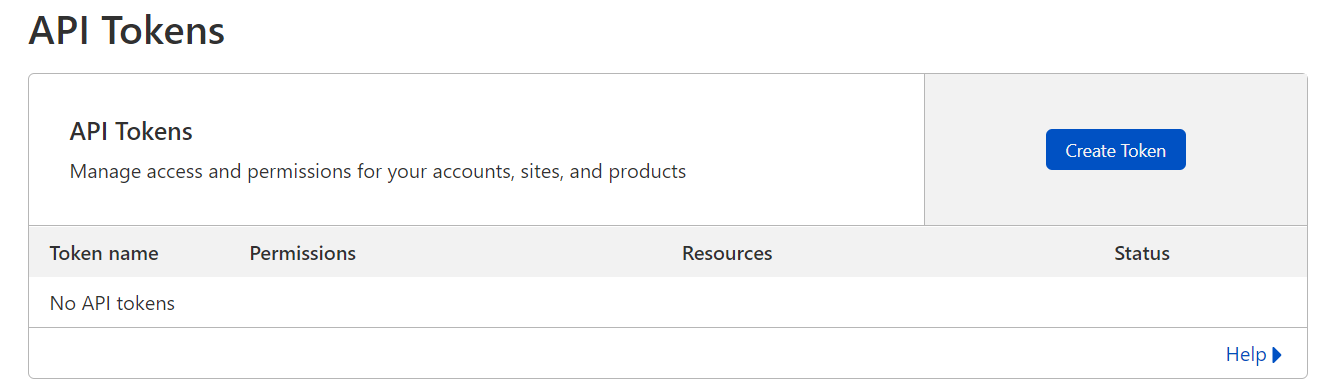 API Tokens
API Tokens
Manage access and permissions for your accounts, sites, and products
Create Token
Token name Permissions Resources Status
No API tokens
Help